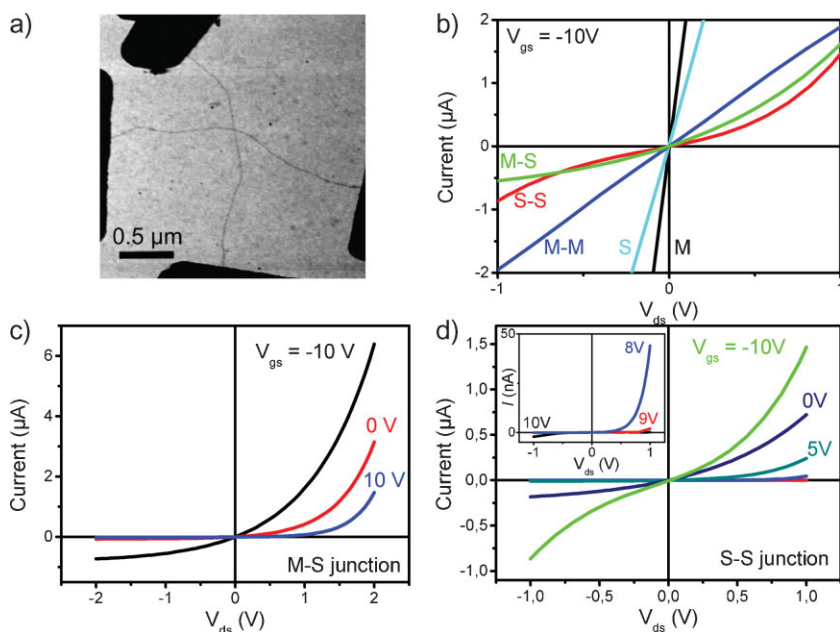 a)
0.5 µm
b)
V_gs = -10V
Current (µA)
2
1
0
-1
-2
M-S
S-S
M-M
S
M
-1
0
1
V_ds (V)
c)
V_gs = -10 V
0 V
10 V
Current (µA)
6
4
2
0
-2
-1
0
1
2
M-S junction
V_ds (V)
d)
V_gs = -10V
0V
5V
Current (µA)
1,5
1,0
0,5
0,0
-0,5
-1,0
50
I (nA)
0
8V
9V
10V
-1
0
1
V_ds (V)
S-S junction
-1,0
-0,5
0,0
0,5
1,0
V_ds (V)